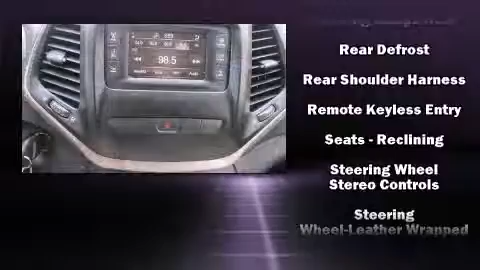 98.5
Rear Defrost
Rear Shoulder Harness
Remote Keyless Entry
Seats - Reclining
Steering Wheel
Stereo Controls
Steering
Wheel-Leather Wrapped